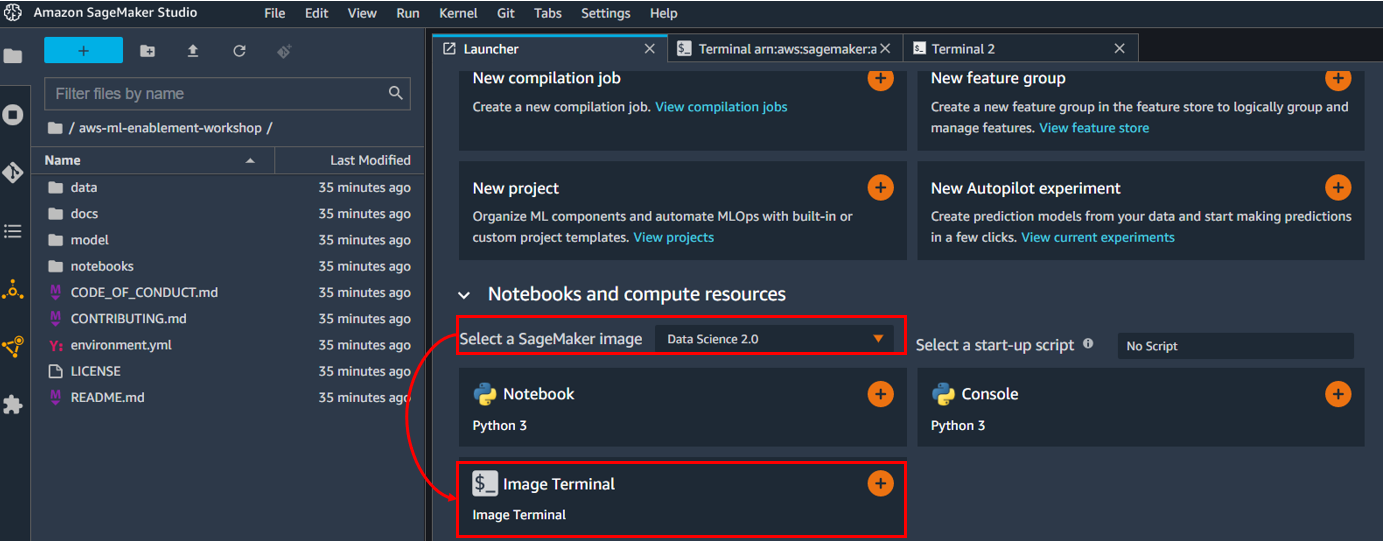 Amazon SageMaker Studio
File Edit View Run Kernel Git Tabs Settings Help
+
Filter files by name
/ aws-ml-enablement-workshop /
Name Last Modified
data 35 minutes ago
docs 35 minutes ago
model 35 minutes ago
notebooks 35 minutes ago
CODE_OF_CONDUCT.md 35 minutes ago
CONTRIBUTING.md 35 minutes ago
environment.yml 35 minutes ago
LICENSE 35 minutes ago
README.md 35 minutes ago
Launcher
$_ Terminal arn:aws:sagemaker:a
$_ Terminal 2
New compilation job
Create a new compilation job. View compilation jobs
New feature group
Create a new feature group in the feature store to logically group and
manage features. View feature store
New project
Organize ML components and automate MLOps with built-in or
custom project templates. View projects
New Autopilot experiment
Create prediction models from your data and start making predictions
in a few clicks. View current experiments
Notebooks and compute resources
Select a SageMaker image Data Science 2.0
Select a start-up script No Script
Notebook
Python 3
Console
Python 3
$_ Image Terminal
Image Terminal